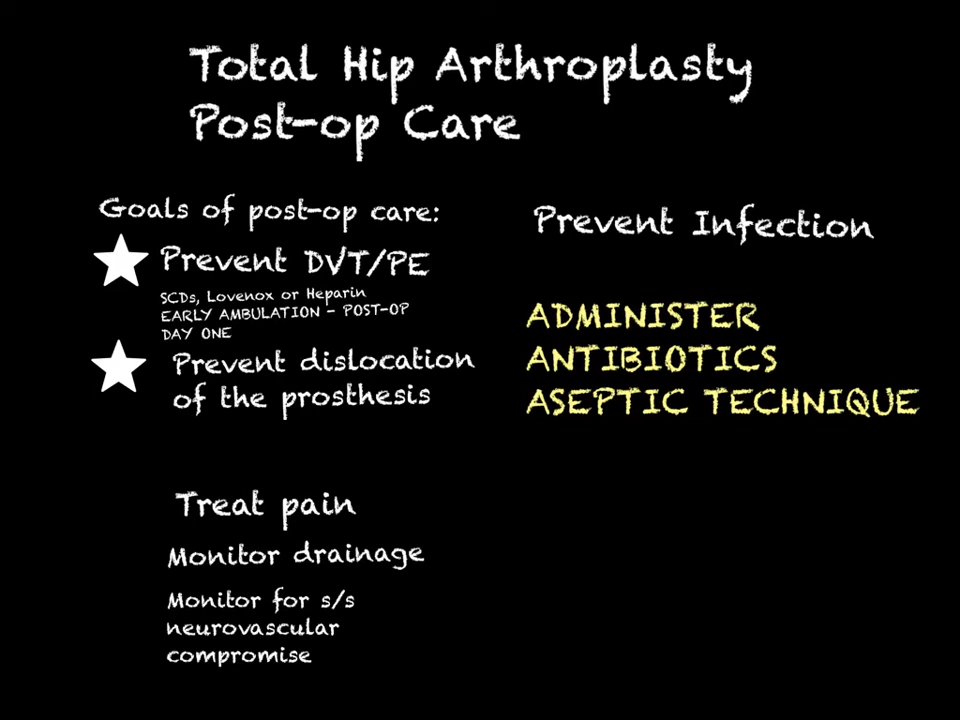 Total Hip Arthroplasty
Post-op Care
Goals of post-op care:
Prevent DVT/PE
SCDs, Lovenox or Heparin
EARLY AMBULATION - POST-OP
DAY ONE
Prevent dislocation
of the prosthesis
Treat pain
Monitor drainage
Monitor for s/s
neurovascular
compromise
Prevent Infection
ADMINISTER
ANTIBIOTICS
ASEPTIC TECHNIQUE